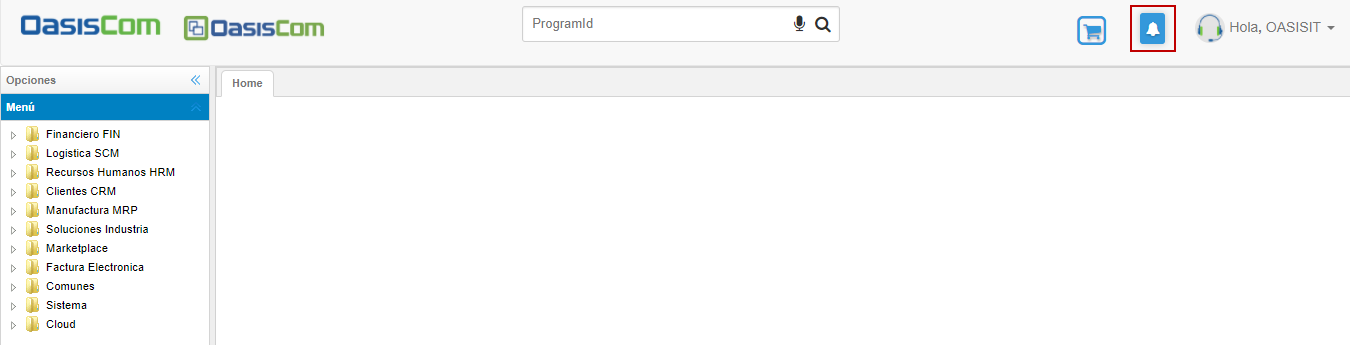 OasisCom OasisCom
ProgramId
Hola, OASISIT
Opciones
Menú
Home
Financiero FIN
Logistica SCM
Recursos Humanos HRM
Clientes CRM
Manufactura MRP
Soluciones Industria
Marketplace
Factura Electronica
Comunes
Sistema
Cloud